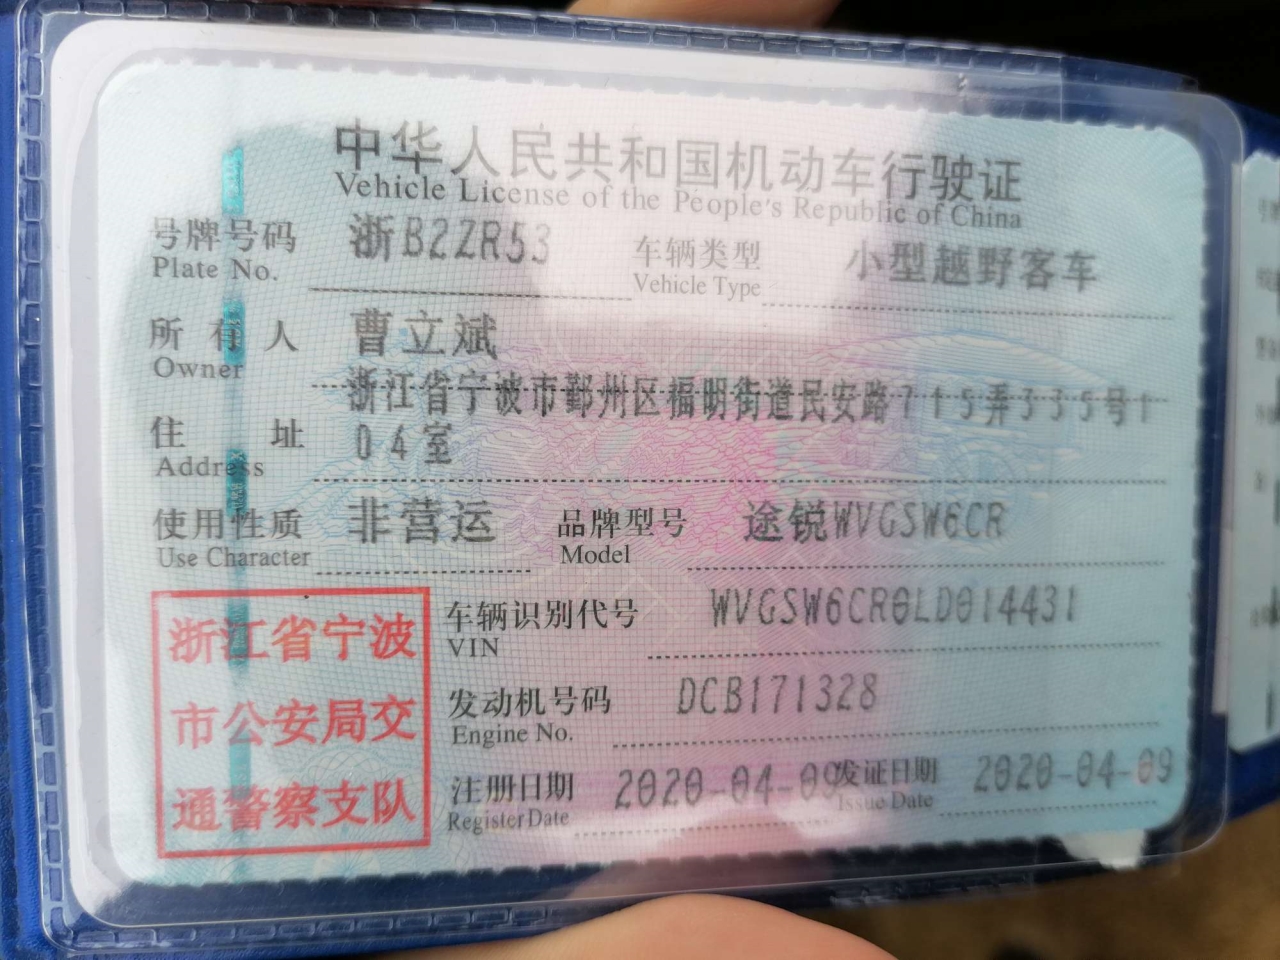 中华人民共和国机动车行驶证
Vehicle License of the People's Republic of China
号牌号码 浙B2ZR53 车辆类型 小型越野客车
Plate No. Vehicle Type
所有人 曹立斌
Owner
浙江省宁波市鄞州区福明街道民安路715弄335号1
住址 04室
Address
使用性质 非营运 品牌型号 途锐WVGSW6CR
Use Character Model
浙江省宁波
市公安局交
通警察支队
车辆识别代号 WVGSW6CR0LD014431
VIN
发动机号码 DCB171328
Engine No.
注册日期 2020-04-09 发证日期 2020-04-09
Register Date Issue Date